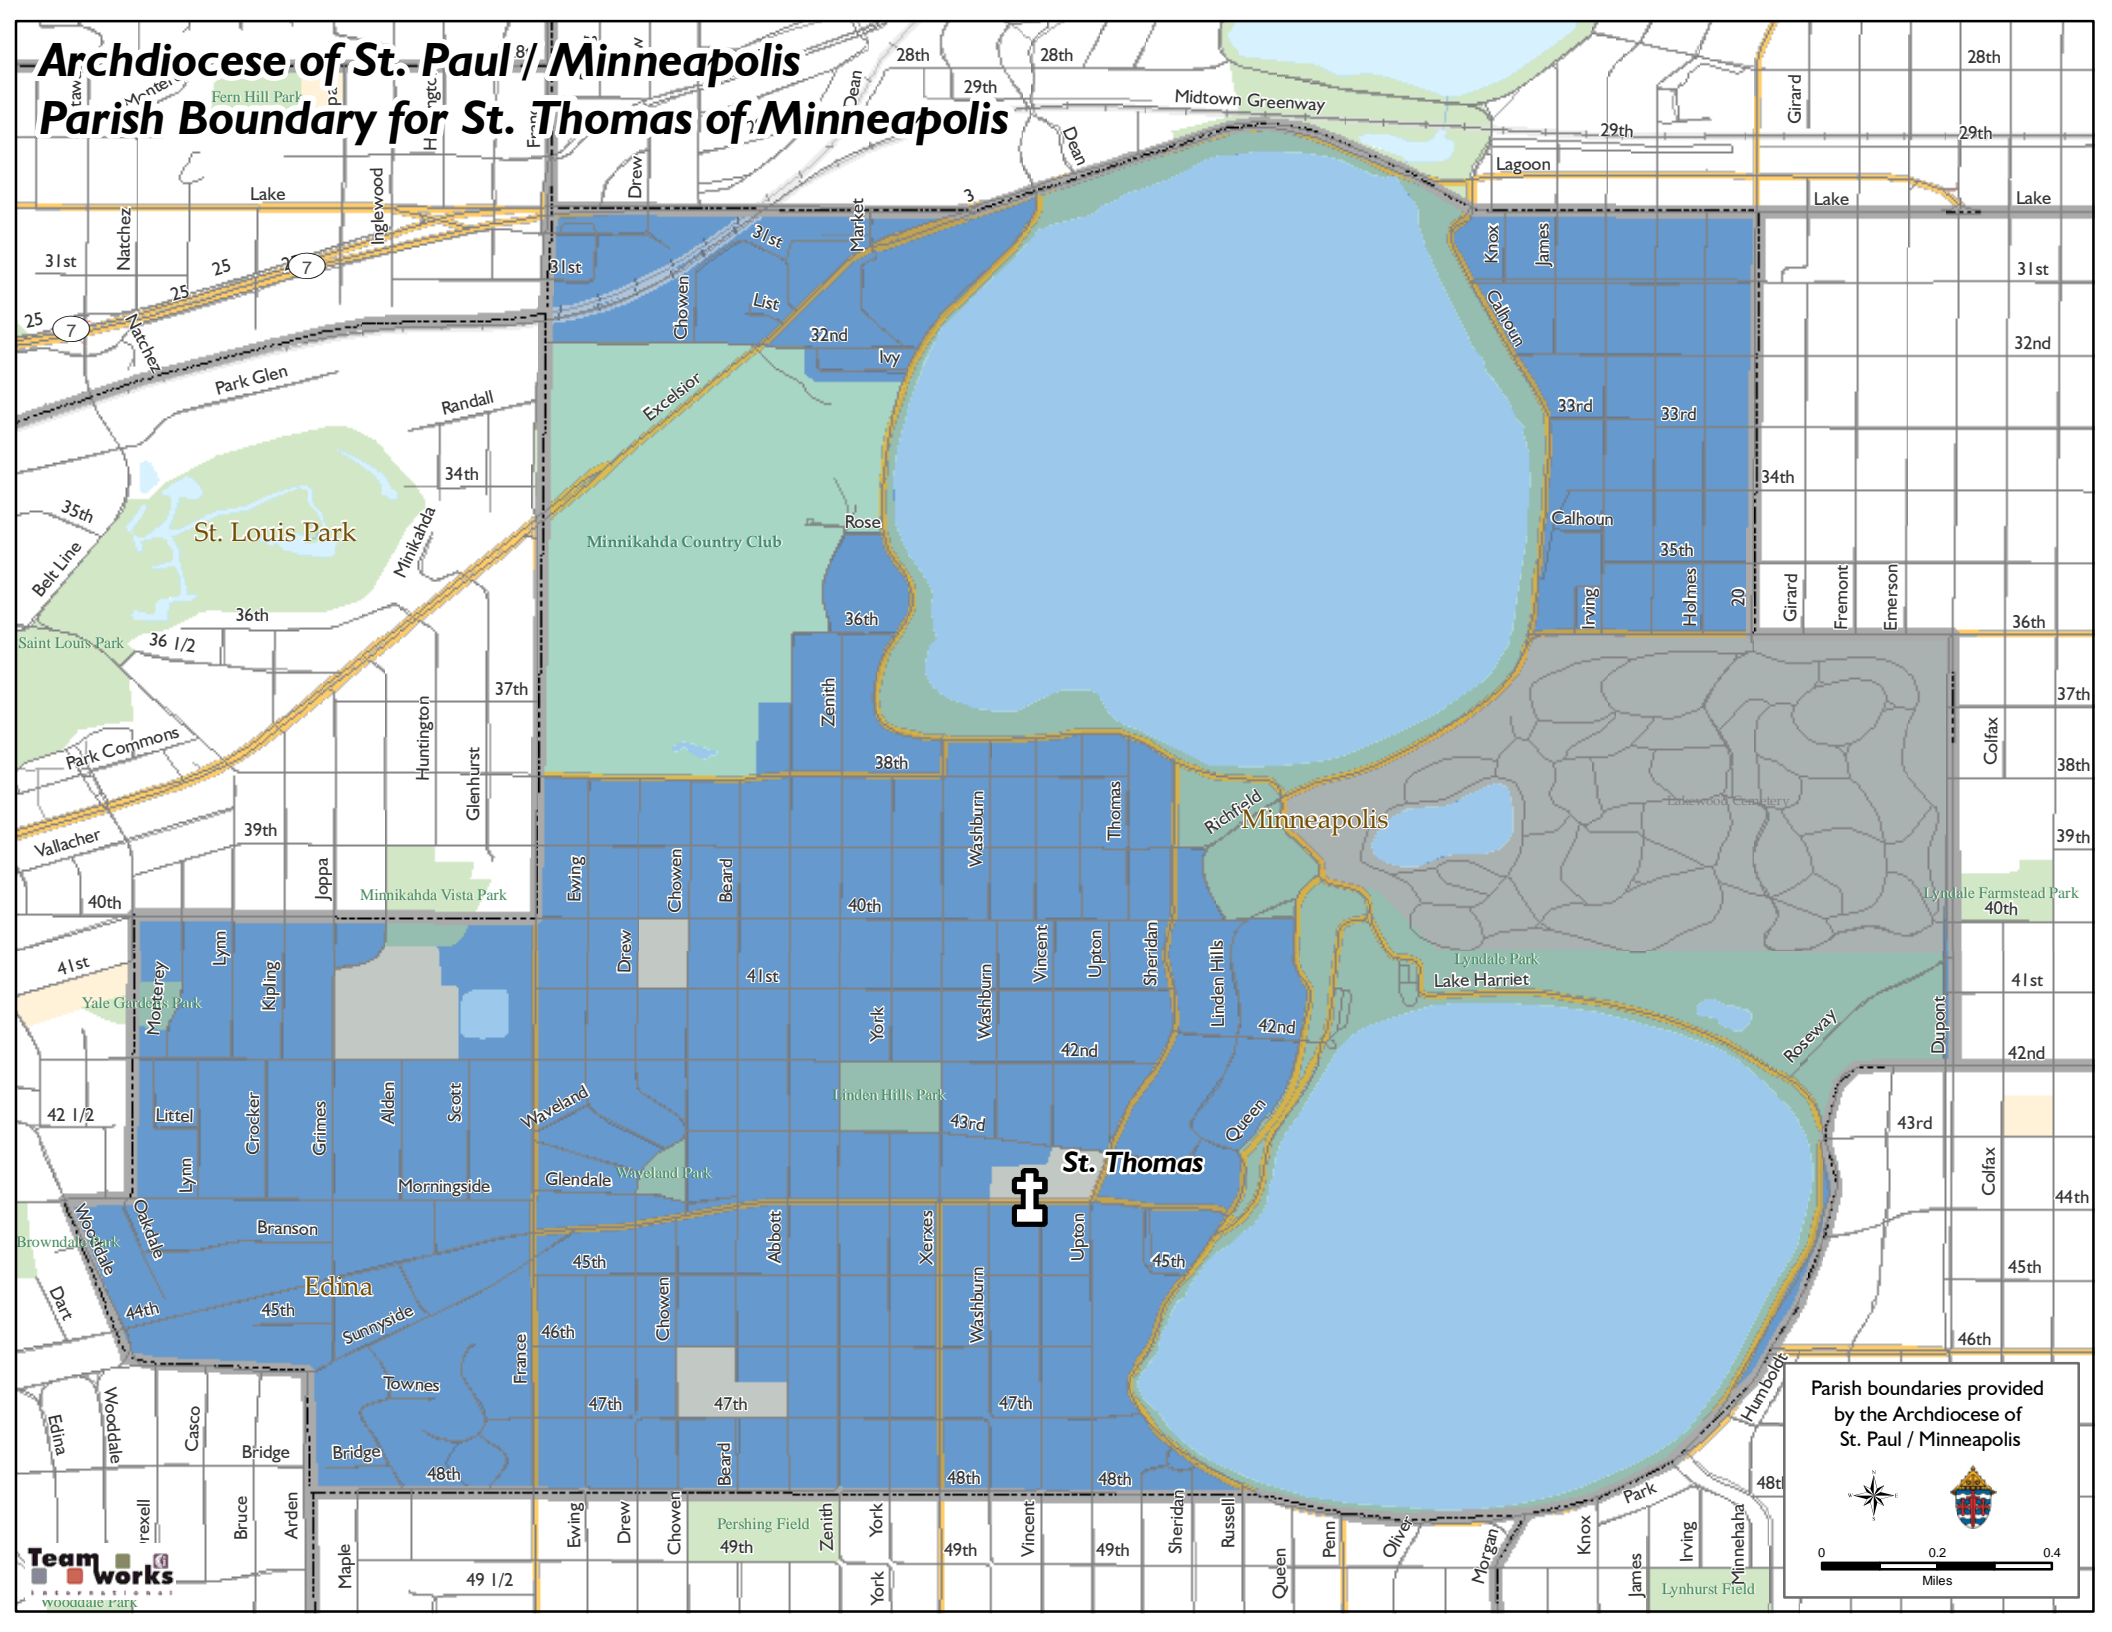 Archdiocese of St. Paul / Minneapolis
Parish Boundary for St. Thomas of Minneapolis
28th
28th
28th
29th
Midtown Greenway
Girard
Dean
Dean
Fern Hill Park
29th
29th
Lagoon
Lake
Lake
Lake
Drew
Inglewood
Natchez
3
Market
Knox
James
31st
25
7
31st
31st
31st
25
25
7
Natchez
Chowen
List
32nd
Ivy
Calhoun
32nd
Park Glen
Randall
Excelsior
33rd
33rd
34th
34th
35th
St. Louis Park
Minikahda
Minnikahda Country Club
Rose
Calhoun
35th
Belt Line
36th
36 1/2
Saint Louis Park
36th
Irving
Holmes
20
Girard
Fremont
Emerson
36th
37th
Huntington
Zenith
37th
Colfax
Park Commons
Glenhurst
38th
38th
Vallacher
39th
Joppa
Washburn
Thomas
Richfield
Minneapolis
Lakewood Cemetery
39th
40th
Minnikahda Vista Park
Ewing
Chowen
Beard
40th
Lyndale Farmstead Park
40th
41st
Monterey
Lynn
Kipling
Yale Gardens Park
Drew
41st
York
Washburn
Vincent
Upton
Sheridan
Linden Hills
42nd
Lyndale Park
Lake Harriet
Roseway
Dupont
41st
42nd
42nd
42 1/2
Littel
Crocker
Grimes
Alden
Scott
Waveland
Linden Hills Park
43rd
Queen
43rd
Lynn
Morningside
Glendale
Waveland Park
St. Thomas
Colfax
44th
Wooddale
Oakdale
Branson
Browndale Park
Abbott
Xerxes
Upton
45th
45th
45th
Edina
Dart
44th
45th
Sunnyside
France
46th
Chowen
Washburn
46th
Humboldt
Townes
47th
47th
47th
Edina
Wooddale
Casco
Bridge
Bridge
48th
Beard
48th
48th
Park
Bruce
Arden
Maple
Ewing
Drew
Chowen
Pershing Field
49th
Zenith
York
York
49th
Vincent
49th
Sheridan
Russell
Queen
Penn
Oliver
Morgan
Knox
James
Irving
Minnehaha
Lynhurst Field
49 1/2
Wooddale Park
Team
works
international
Parish boundaries provided
by the Archdiocese of
St. Paul / Minneapolis
N
W E
S
0 0.2 0.4
Miles